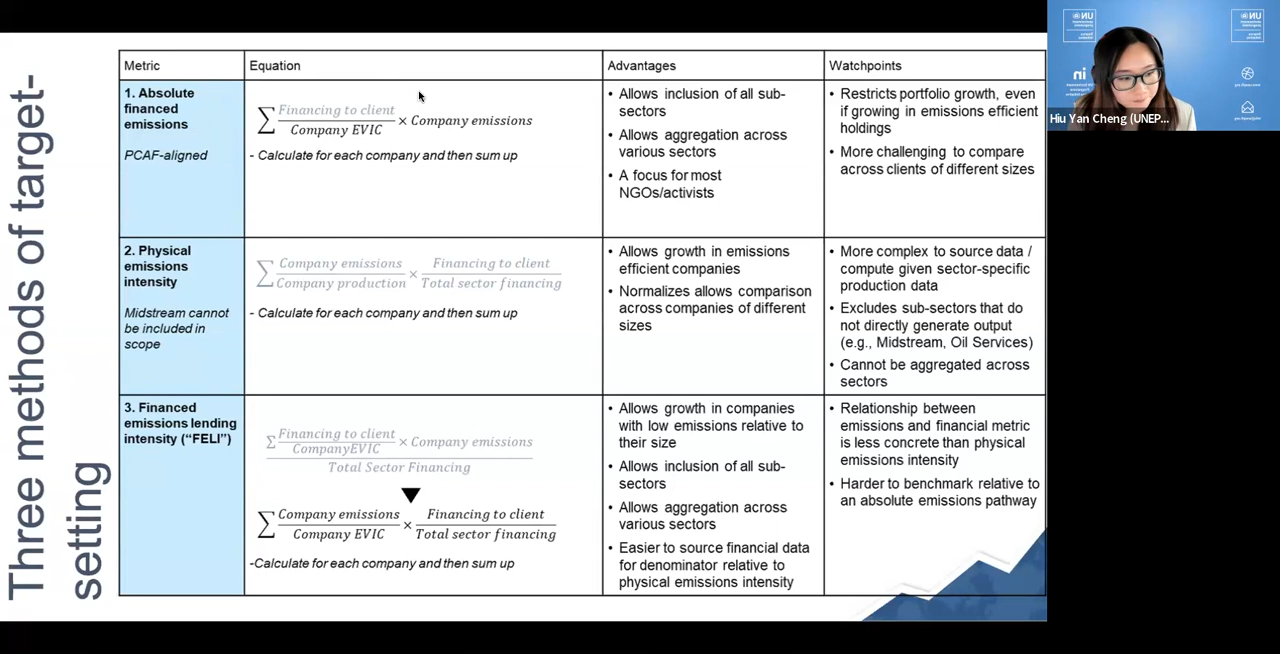 Three methods of target-
setting
Metric
Equation
Advantages
Watchpoints
1. Absolute
financed
emissions
PCAF-aligned
∑ Financing to client / Company EVIC × Company emissions
- Calculate for each company and then sum up
• Allows inclusion of all sub-
sectors
• Allows aggregation across
various sectors
• A focus for most
NGOs/activists
• Restricts portfolio growth, even
if growing in emissions efficient
holdings
• More challenging to compare
across clients of different sizes
2. Physical
emissions
intensity
Midstream cannot
be included in
scope
∑ Company emissions / Company production × Financing to client / Total sector financing
- Calculate for each company and then sum up
• Allows growth in emissions
efficient companies
• Normalizes allows comparison
across companies of different
sizes
• More complex to source data /
compute given sector-specific
production data
• Excludes sub-sectors that do
not directly generate output
(e.g., Midstream, Oil Services)
• Cannot be aggregated across
sectors
3. Financed
emissions lending
intensity (“FELI”)
∑ Financing to client / CompanyEVIC × Company emissions
Total Sector Financing
∑ Company emissions / Company EVIC × Financing to client / Total sector financing
-Calculate for each company and then sum up
• Allows growth in companies
with low emissions relative to
their size
• Allows inclusion of all sub-
sectors
• Allows aggregation across
various sectors
• Easier to source financial data
for denominator relative to
physical emissions intensity
• Relationship between
emissions and financial metric
is less concrete than physical
emissions intensity
• Harder to benchmark relative to
an absolute emissions pathway
UN
UN
in
Hiu Yan Cheng (UNEP...